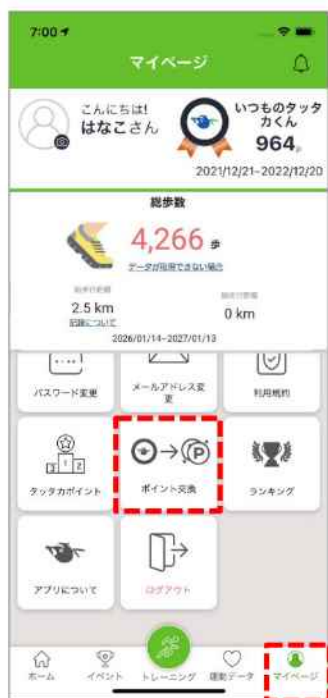 7:00
マイページ
こんにちは!
はなこさん
いつものタッタ
カくん
964P
2021/12/21-2022/12/20
総歩数
4,266 歩
データが取得できない場合
2.5 km
記録について
0 km
2026/01/14-2027/01/13
パスワード変更
メールアドレス変
更
利用規約
タッタカポイント
ポイント交換
ランキング
アプリについて
ログアウト
ホーム
イベント
トレーニング
運動データ
マイページ